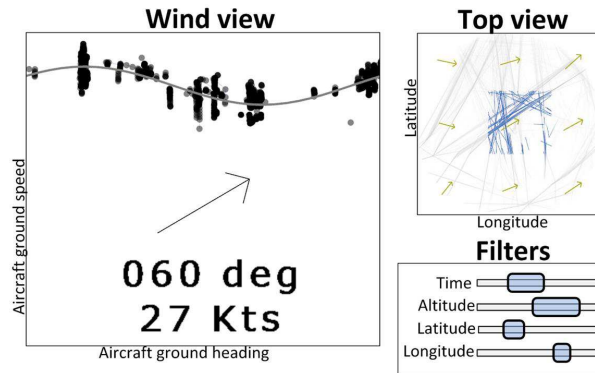 Wind view
Aircraft ground speed
060 deg
27 Kts
Aircraft ground heading
Top view
Latitude
Longitude
Filters
Time
Altitude
Latitude
Longitude